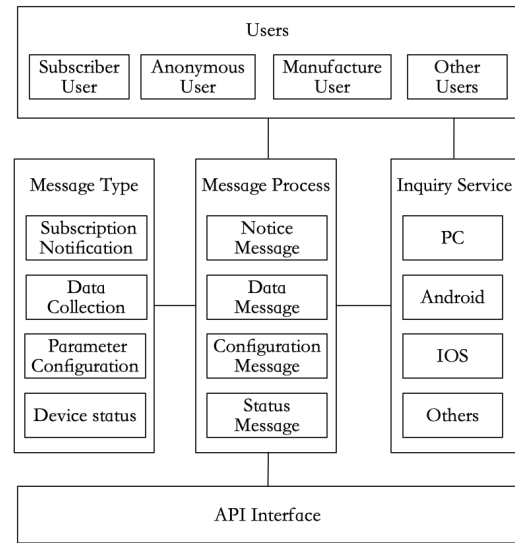 Users
Subscriber
User
Anonymous
User
Manufacture
User
Other
Users
Message Type
Subscription
Notification
Data
Collection
Parameter
Configuration
Device status
Message Process
Notice
Message
Data
Message
Configuration
Message
Status
Message
Inquiry Service
PC
Android
IOS
Others
API Interface